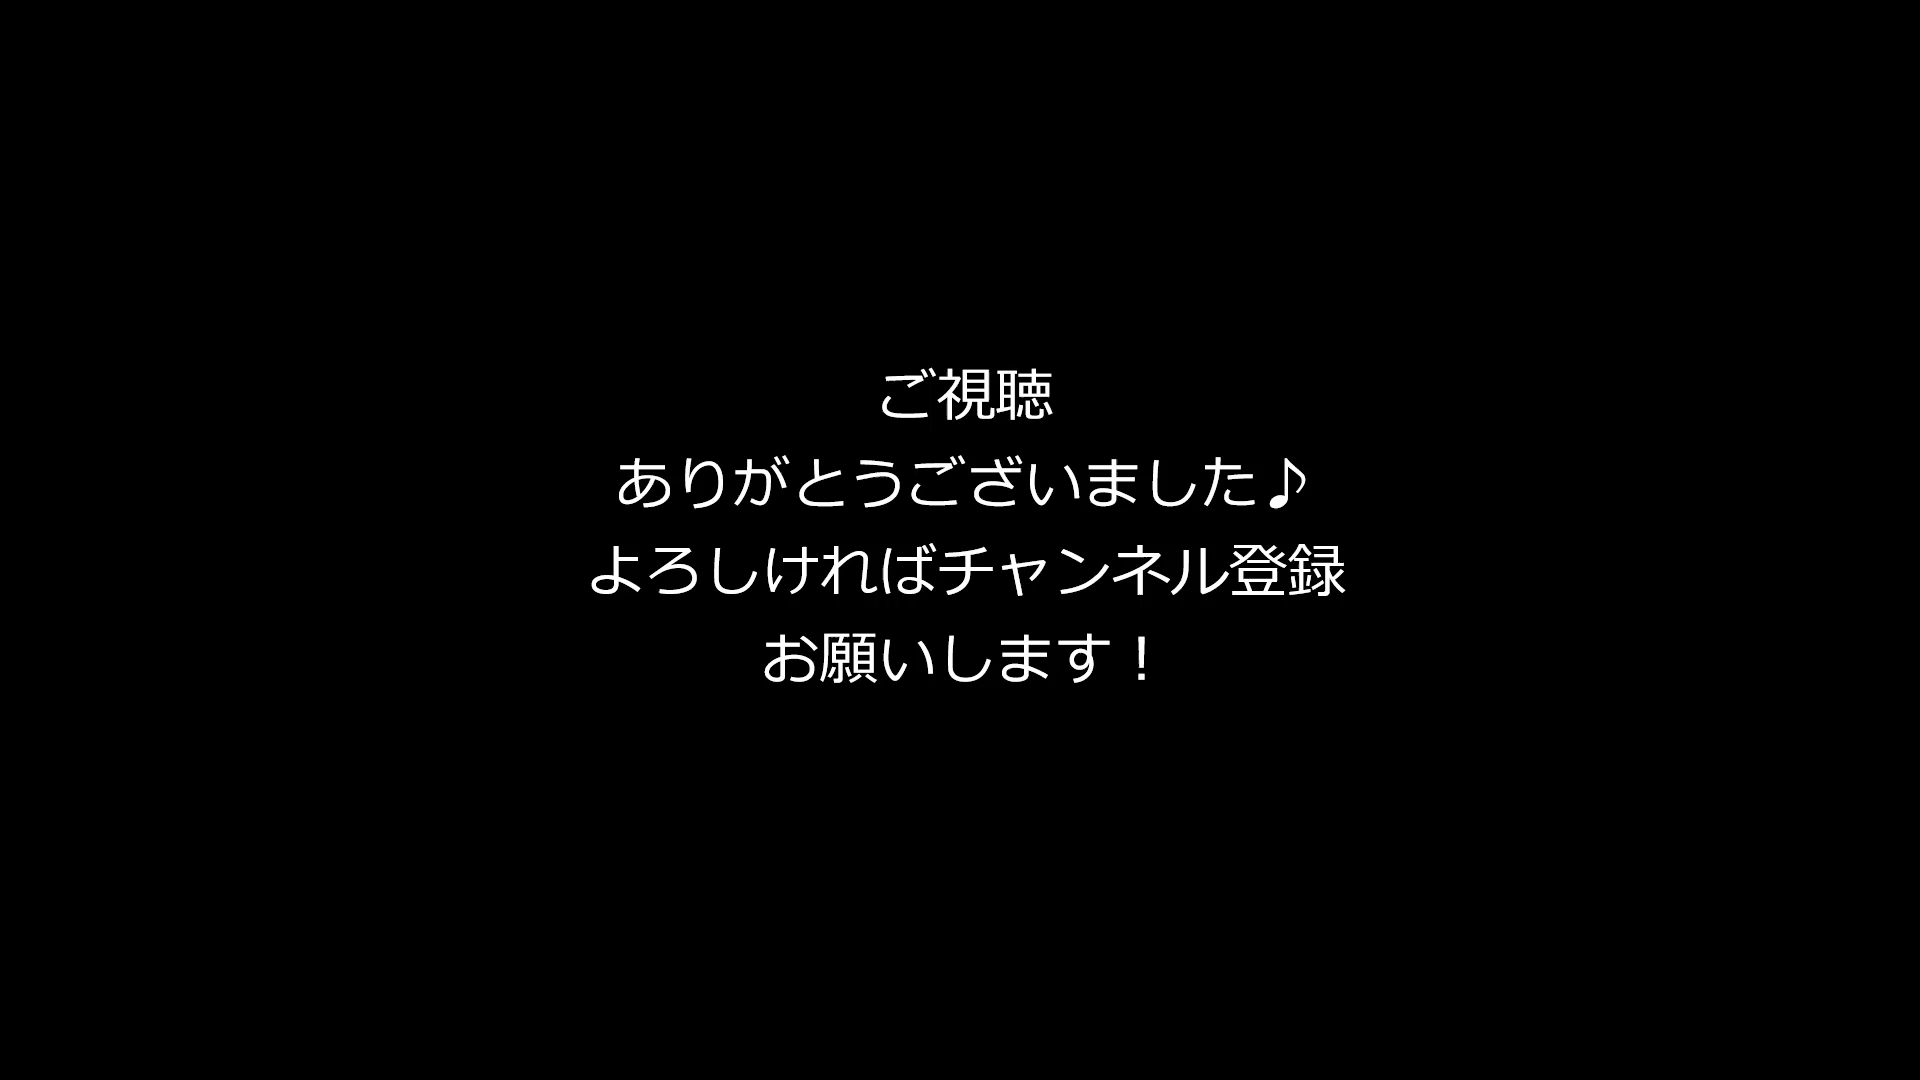 ご視聴
ありがとうございました♪
よろしければチャンネル登録
お願いします！